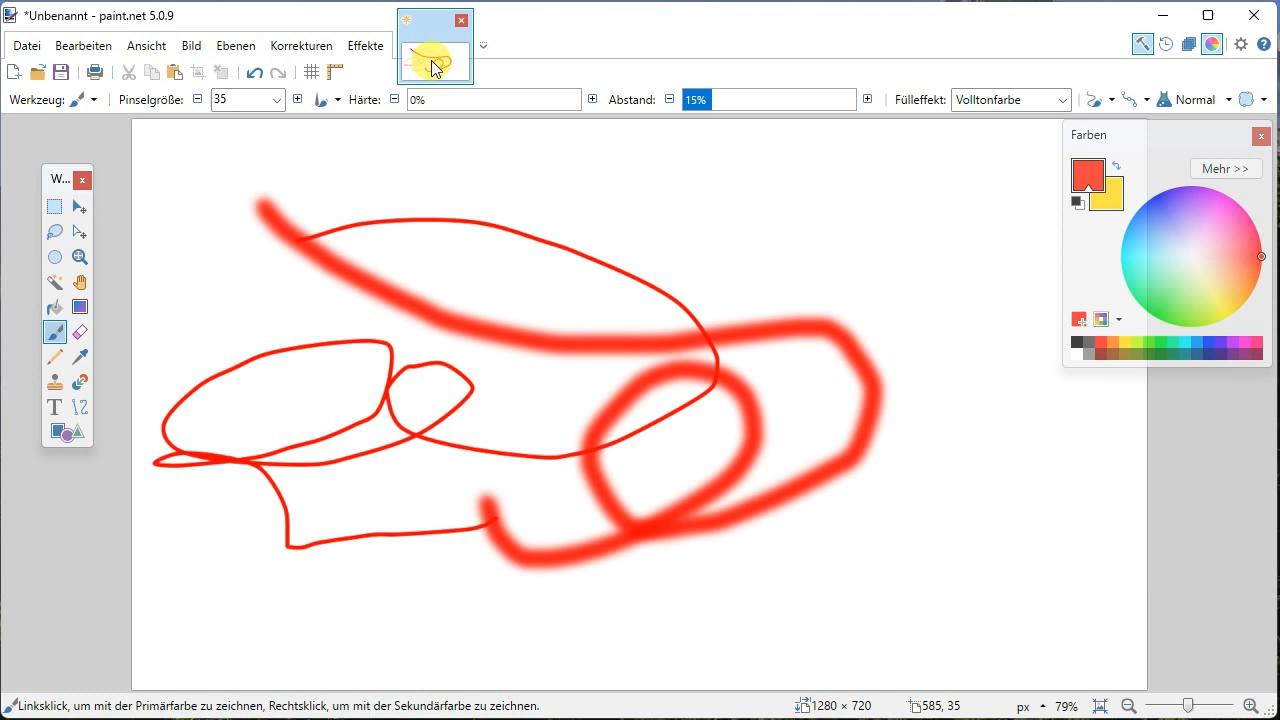 *Unbenannt - paint.net 5.0.9
Datei Bearbeiten Ansicht Bild Ebenen Korrekturen Effekte
Werkzeug: Pinselgröße: 35 Härte: 0% Abstand: 15% Fülleffekt: Volltonfarbe Normal
W...
T
Farben
Mehr >>
Linksklick, um mit der Primärfarbe zu zeichnen, Rechtsklick, um mit der Sekundärfarbe zu zeichnen. 1280 × 720 585, 35 px 79%